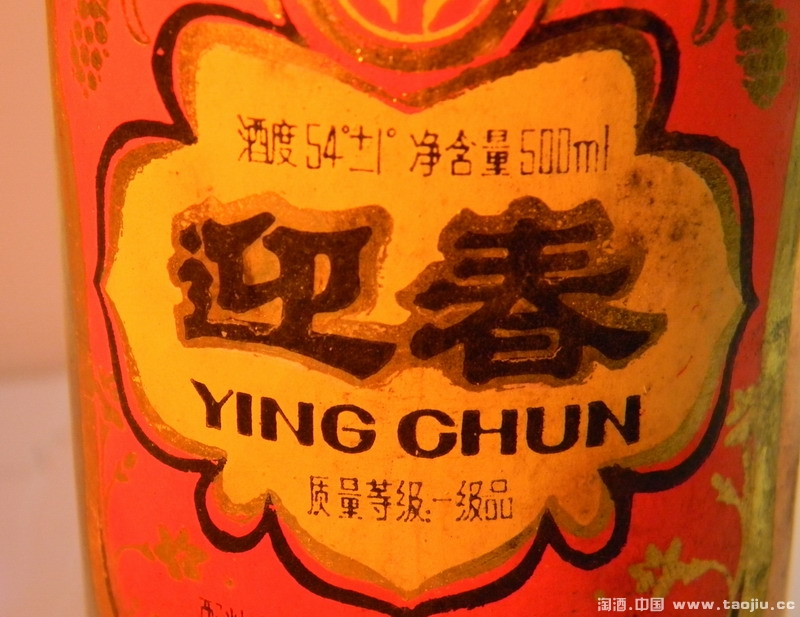 酒度54°±1° 净含量500ml
迎春
YING CHUN
质量等级:一级品
淘酒.中国 www.taojiu.cc